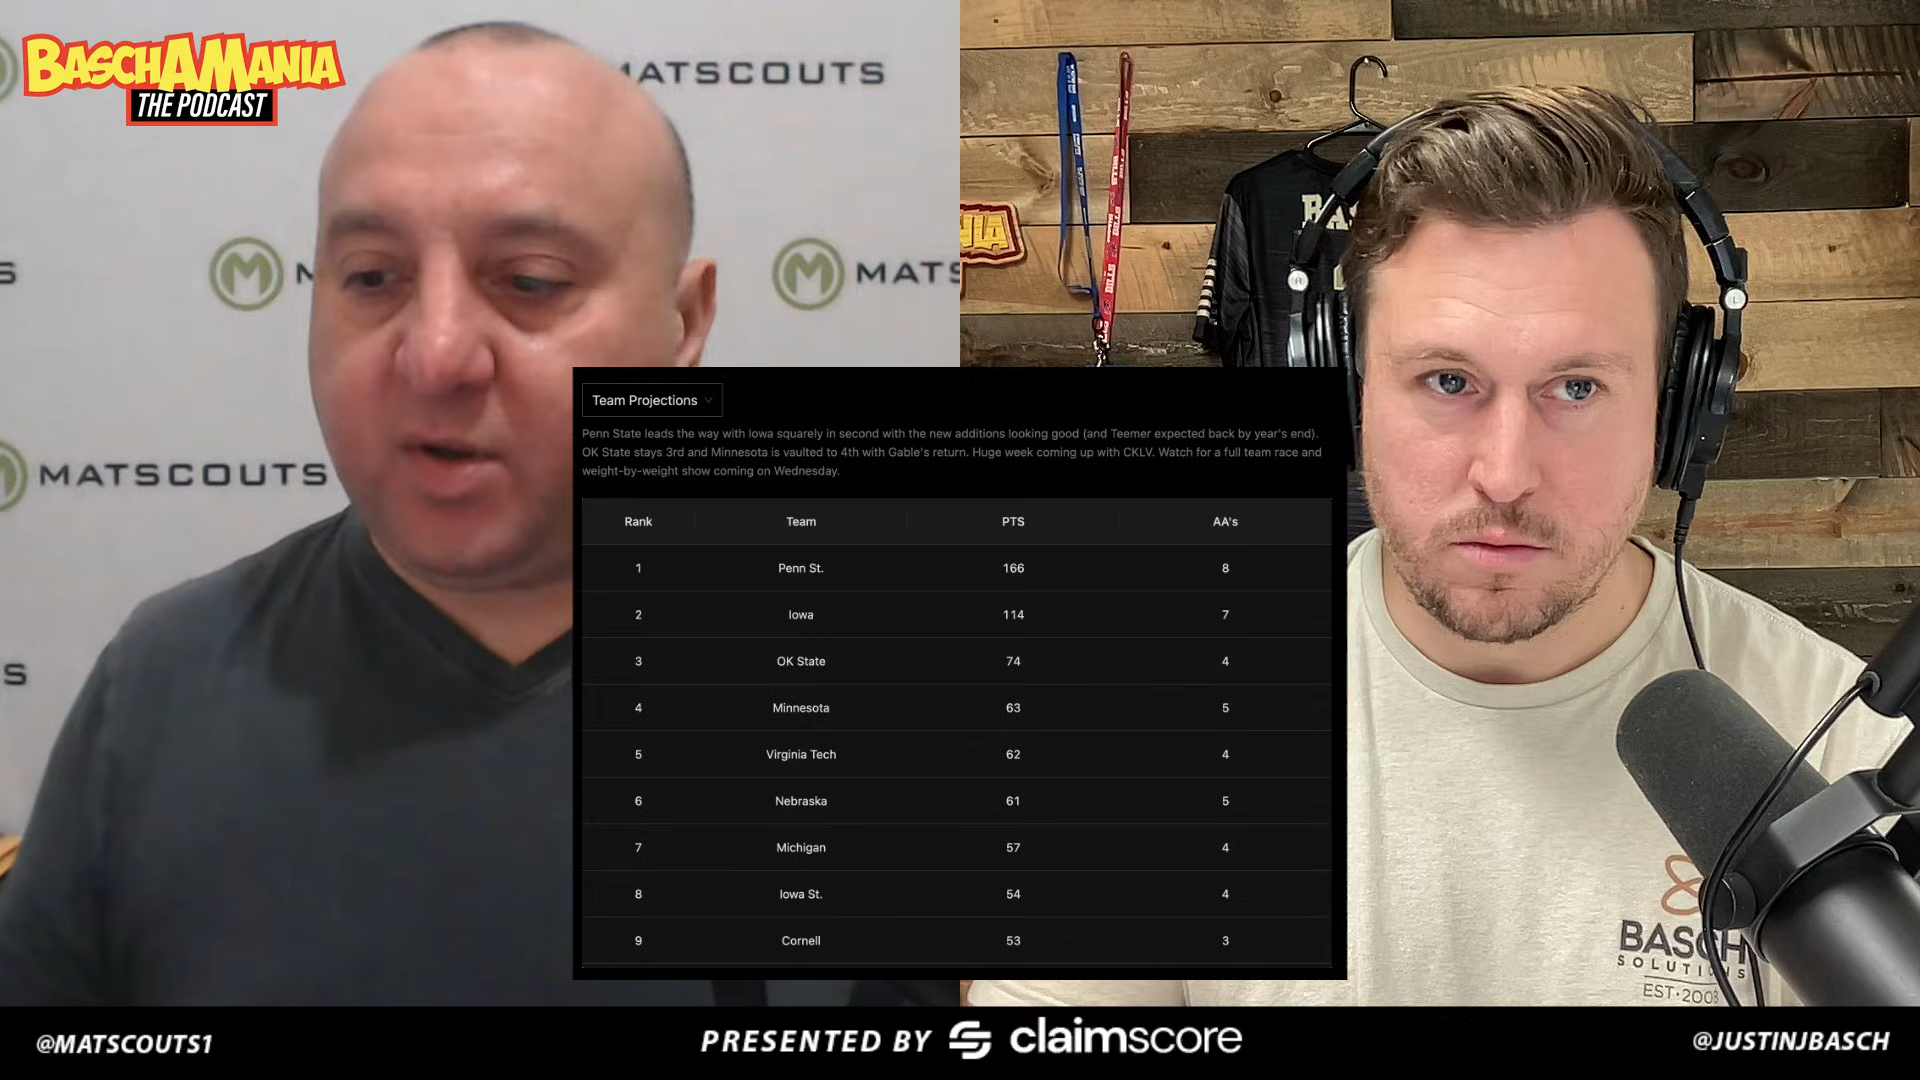 BASCHAMANIA
THE PODCAST
MATSCOUTS
MATS
MATSCOUTS
BAS
Team Projections
Penn State leads the way with Iowa squarely in second with the new additions looking good (and Teemer expected back by year's end).
OK State stays 3rd and Minnesota is vaulted to 4th with Gable's return. Huge week coming up with CKLV. Watch for a full team race and
weight-by-weight show coming on Wednesday.
Rank Team PTS AA's
1 Penn St. 166 8
2 Iowa 114 7
3 OK State 74 4
4 Minnesota 63 5
5 Virginia Tech 62 4
6 Nebraska 61 5
7 Michigan 57 4
8 Iowa St. 54 4
9 Cornell 53 3
BASCH
SOLUTIONS
EST·2008
@MATSCOUTS1
PRESENTED BY claimscore
@JUSTINJBASCH